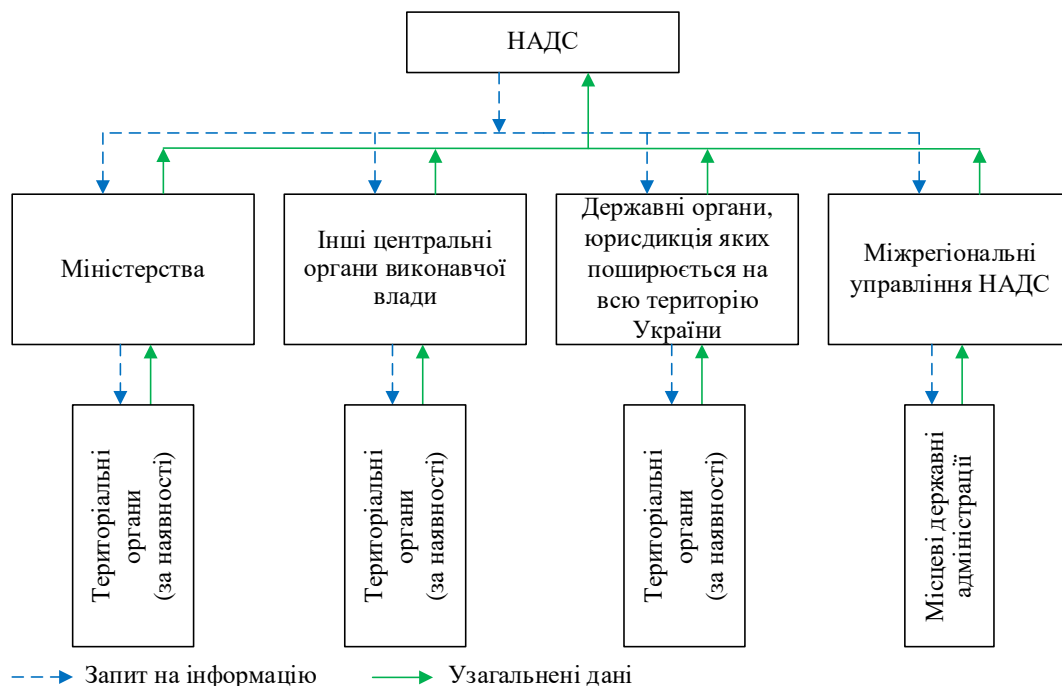 НАДС
Міністерства
Інші центральні
органи виконавчої
влади
Державні органи,
юрисдикція яких
поширюється на
всю територію
України
Міжрегіональні
управління НАДС
Територіальні
органи
(за наявності)
Територіальні
органи
(за наявності)
Територіальні
органи
(за наявності)
Місцеві державні
адміністрації
Запит на інформацію
Узагальнені дані